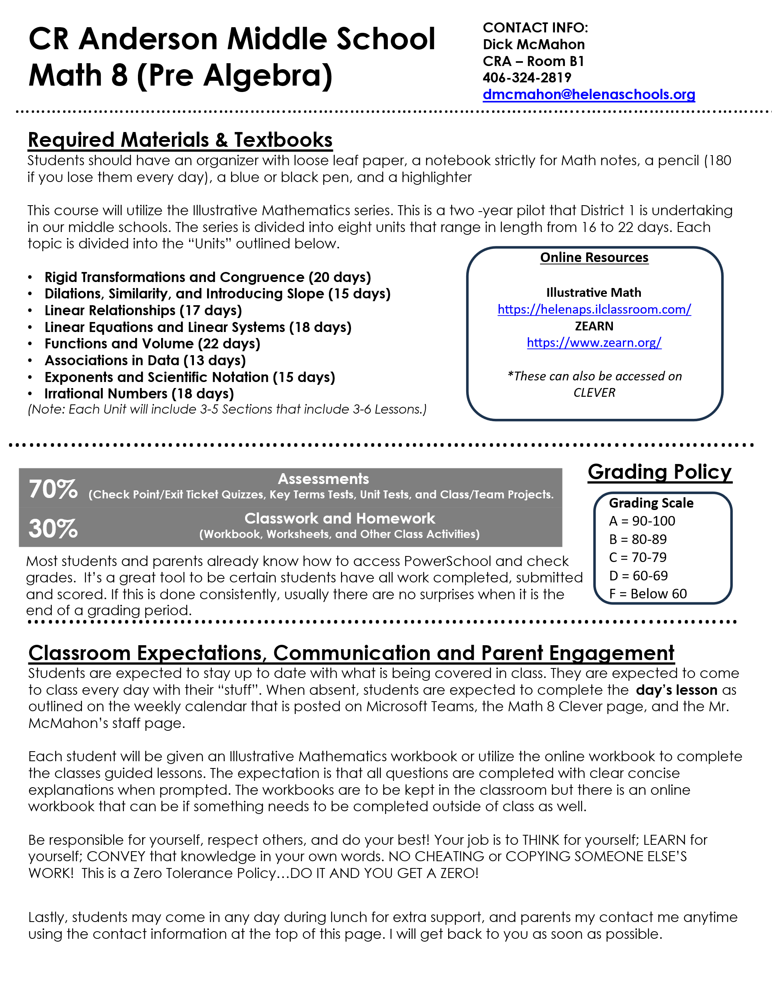 CR Anderson Middle School
Math 8 (Pre Algebra)
CONTACT INFO:
Dick McMahon
CRA – Room B1
406-324-2819
dmcmahon@helenaschools.org
Required Materials & Textbooks
Students should have an organizer with loose leaf paper, a notebook strictly for Math notes, a pencil (180
if you lose them every day), a blue or black pen, and a highlighter
This course will utilize the Illustrative Mathematics series. This is a two -year pilot that District 1 is undertaking
in our middle schools. The series is divided into eight units that range in length from 16 to 22 days. Each
topic is divided into the “Units” outlined below.
• Rigid Transformations and Congruence (20 days)
• Dilations, Similarity, and Introducing Slope (15 days)
• Linear Relationships (17 days)
• Linear Equations and Linear Systems (18 days)
• Functions and Volume (22 days)
• Associations in Data (13 days)
• Exponents and Scientific Notation (15 days)
• Irrational Numbers (18 days)
(Note: Each Unit will include 3-5 Sections that include 3-6 Lessons.)
Online Resources
Illustrative Math
https://helenaps.ilclassroom.com/
ZEARN
https://www.zearn.org/
*These can also be accessed on
CLEVER
70%
Assessments
(Check Point/Exit Ticket Quizzes, Key Terms Tests, Unit Tests, and Class/Team Projects.
30%
Classwork and Homework
(Workbook, Worksheets, and Other Class Activities)
Grading Policy
Grading Scale
A = 90-100
B = 80-89
C = 70-79
D = 60-69
F = Below 60
Most students and parents already know how to access PowerSchool and check
grades.  It’s a great tool to be certain students have all work completed, submitted
and scored. If this is done consistently, usually there are no surprises when it is the
end of a grading period.
Classroom Expectations, Communication and Parent Engagement
Students are expected to stay up to date with what is being covered in class. They are expected to come
to class every day with their “stuff”. When absent, students are expected to complete the  day’s lesson as
outlined on the weekly calendar that is posted on Microsoft Teams, the Math 8 Clever page, and the Mr.
McMahon’s staff page.
Each student will be given an Illustrative Mathematics workbook or utilize the online workbook to complete
the classes guided lessons. The expectation is that all questions are completed with clear concise
explanations when prompted. The workbooks are to be kept in the classroom but there is an online
workbook that can be if something needs to be completed outside of class as well.
Be responsible for yourself, respect others, and do your best! Your job is to THINK for yourself; LEARN for
yourself; CONVEY that knowledge in your own words. NO CHEATING or COPYING SOMEONE ELSE’S
WORK!  This is a Zero Tolerance Policy…DO IT AND YOU GET A ZERO!
Lastly, students may come in any day during lunch for extra support, and parents my contact me anytime
using the contact information at the top of this page. I will get back to you as soon as possible.